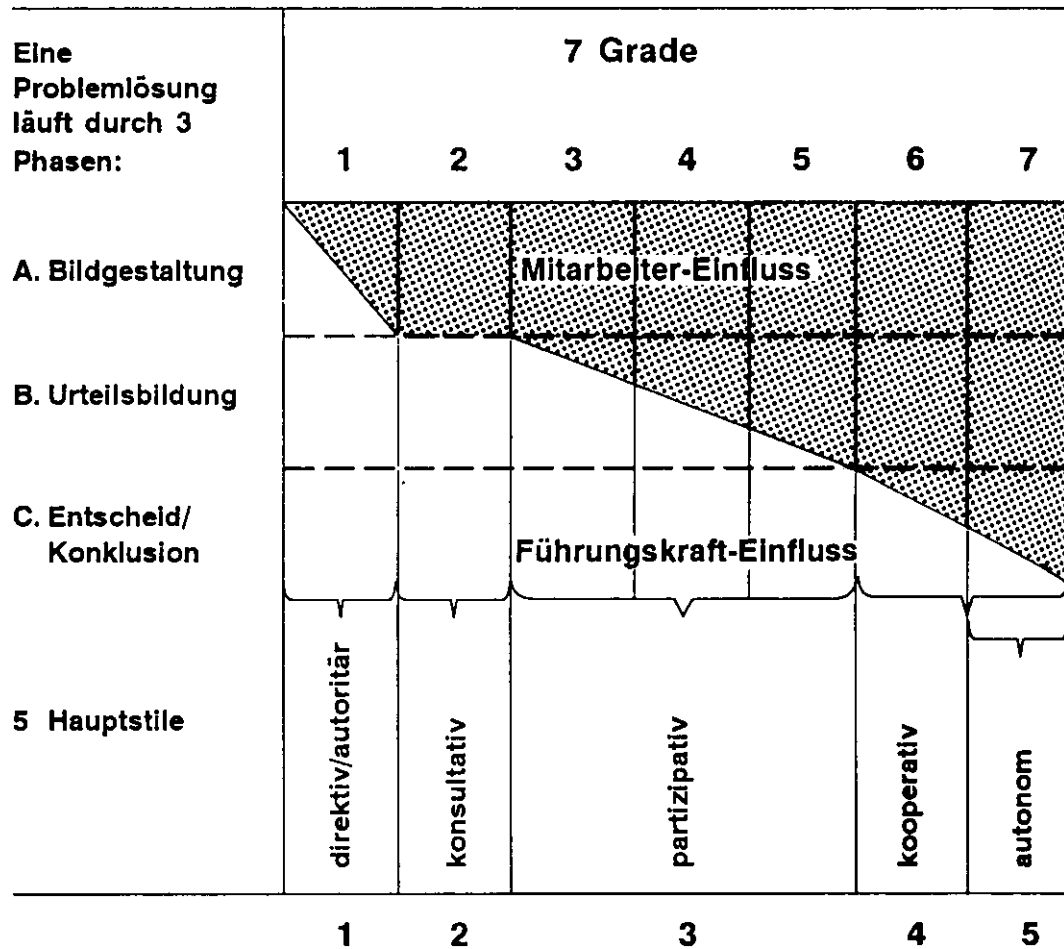 Eine
Problemlösung
läuft durch 3
Phasen:
7 Grade
1 2 3 4 5 6 7
A. Bildgestaltung
Mitarbeiter-Einfluss
B. Urteilsbildung
C. Entscheid/
Konklusion
Führungskraft-Einfluss
5 Hauptstile
direktiv/autoritär
konsultativ
partizipativ
kooperativ
autonom
1 2 3 4 5